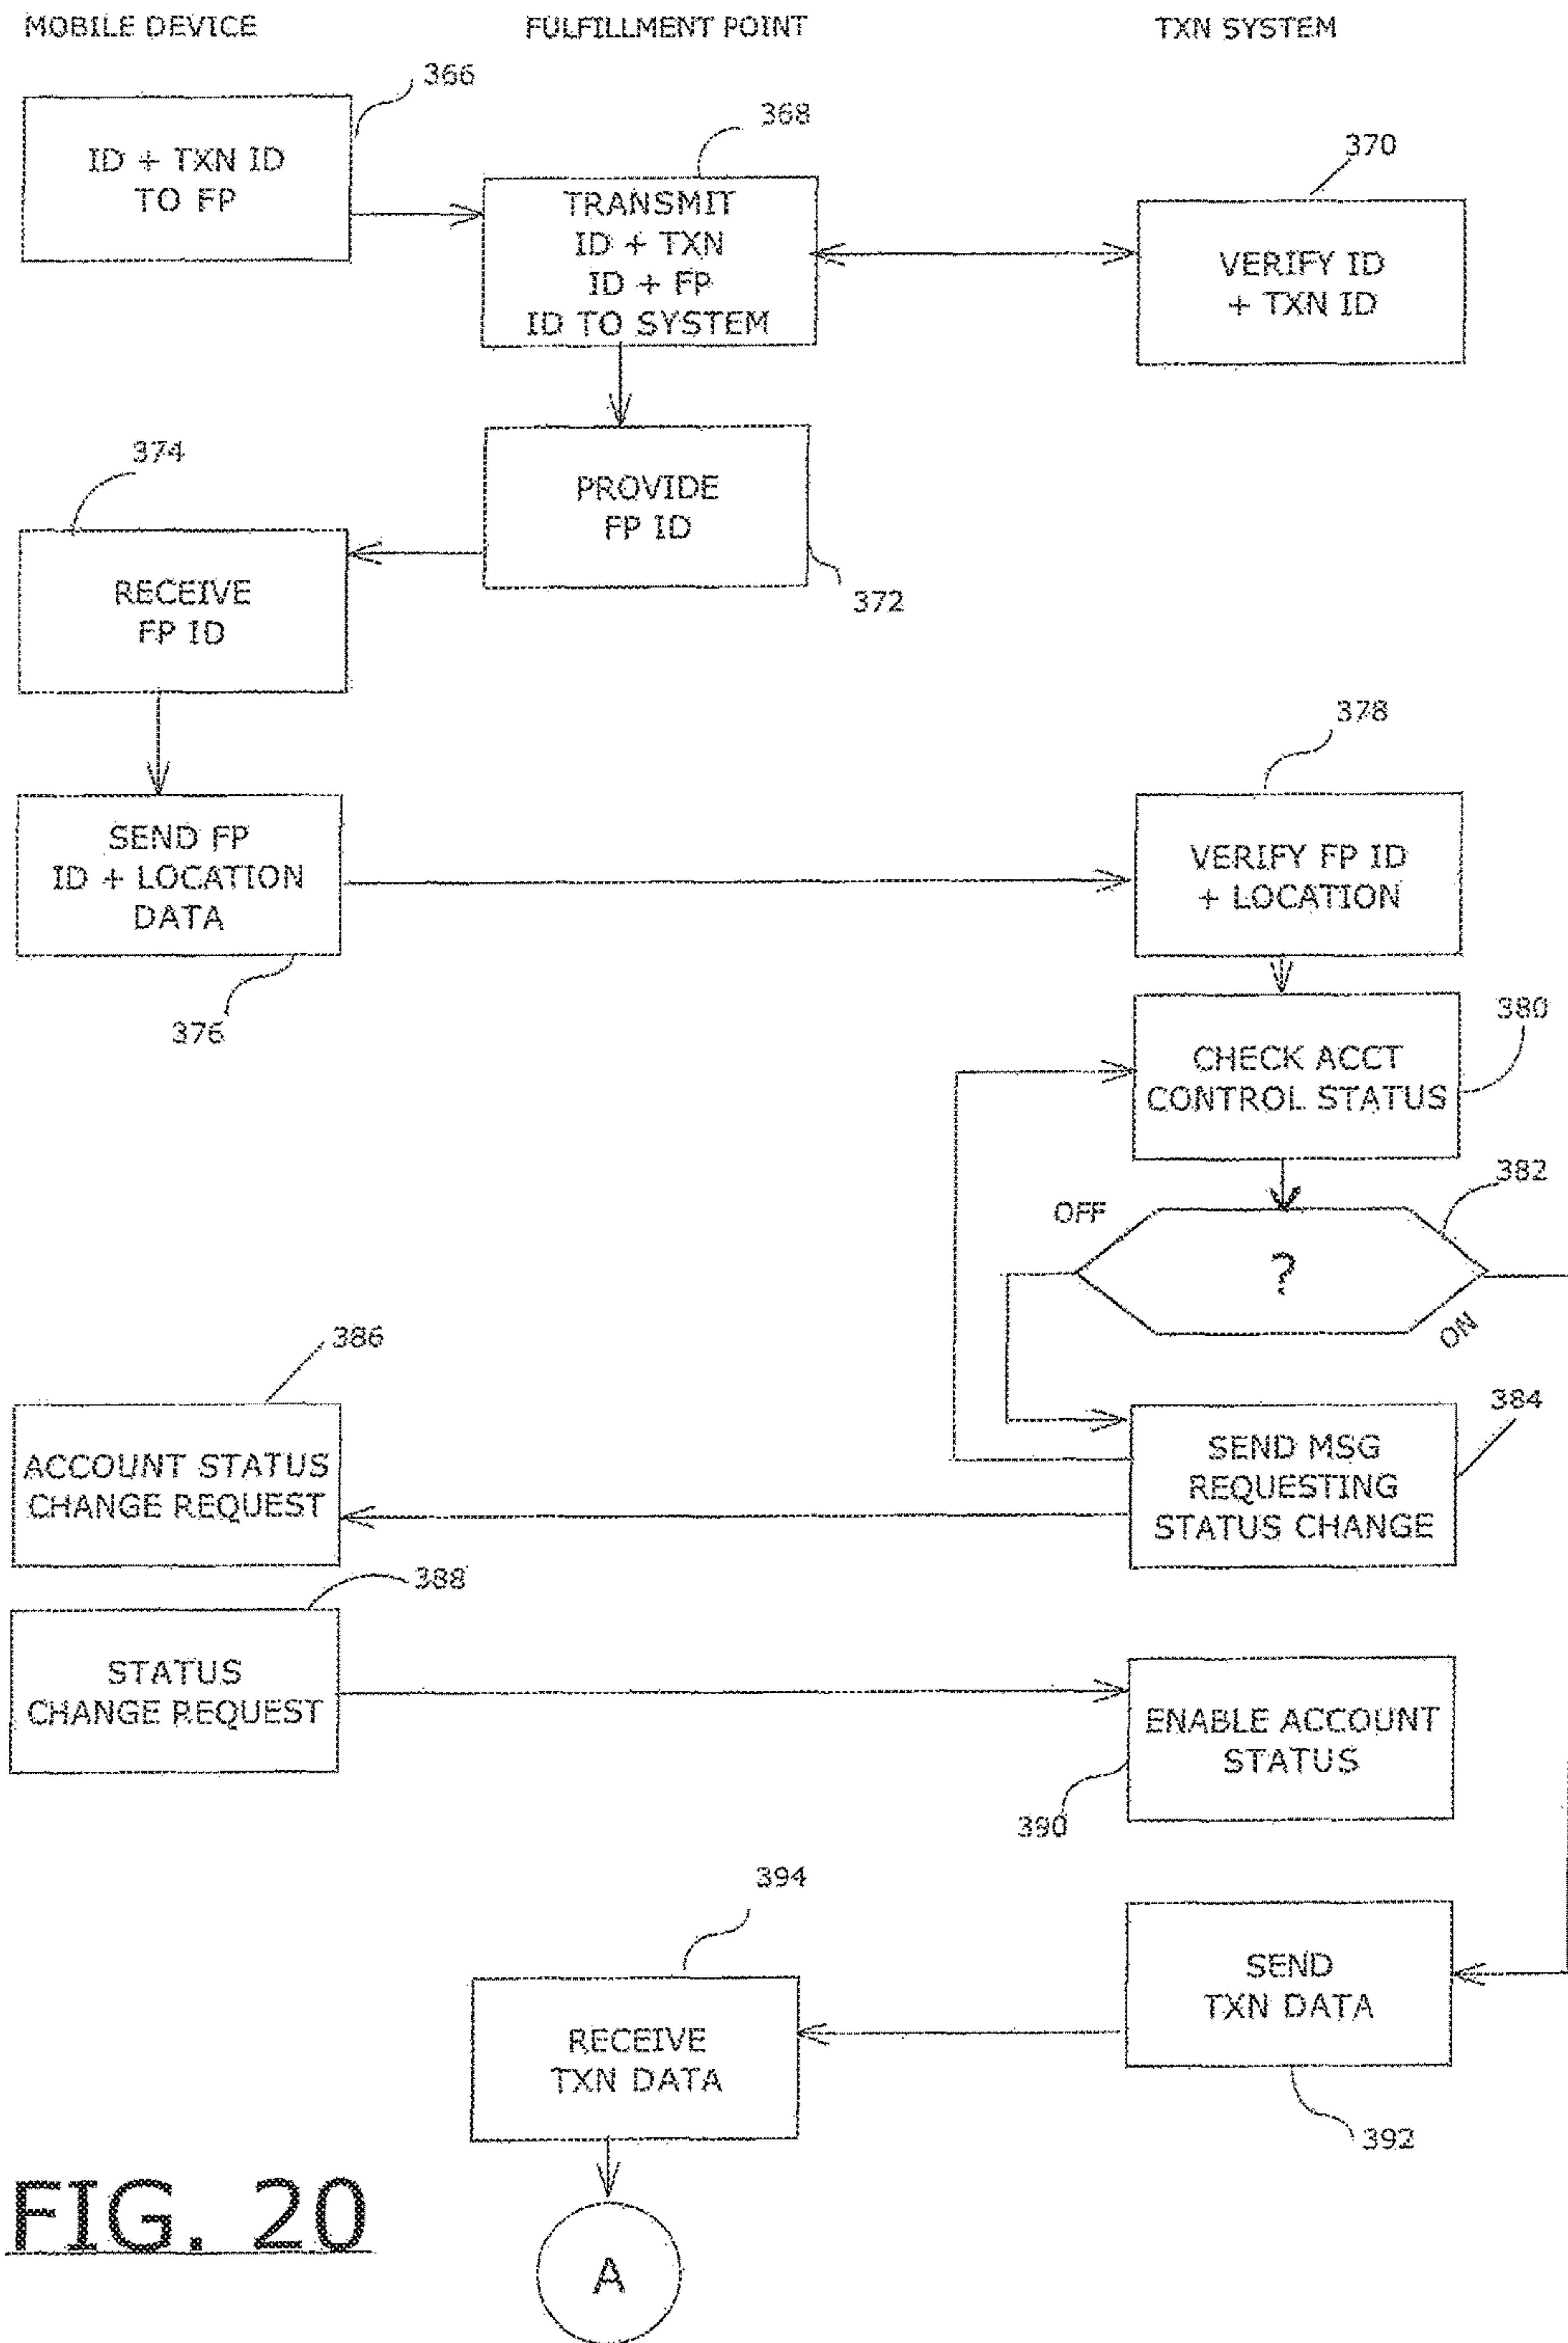 MOBILE DEVICE
FULFILLMENT POINT
TXN SYSTEM
366
ID + TXN ID
TO FP
368
TRANSMIT
ID + TXN
ID + FP
ID TO SYSTEM
370
VERIFY ID
+ TXN ID
PROVIDE
FP ID
372
374
RECEIVE
FP ID
SEND FP
ID + LOCATION
DATA
376
378
VERIFY FP ID
+ LOCATION
380
CHECK ACCT
CONTROL STATUS
382
OFF
?
ON
384
SEND MSG
REQUESTING
STATUS CHANGE
386
ACCOUNT STATUS
CHANGE REQUEST
388
STATUS
CHANGE REQUEST
ENABLE ACCOUNT
STATUS
390
SEND
TXN DATA
392
394
RECEIVE
TXN DATA
A
FIG. 20